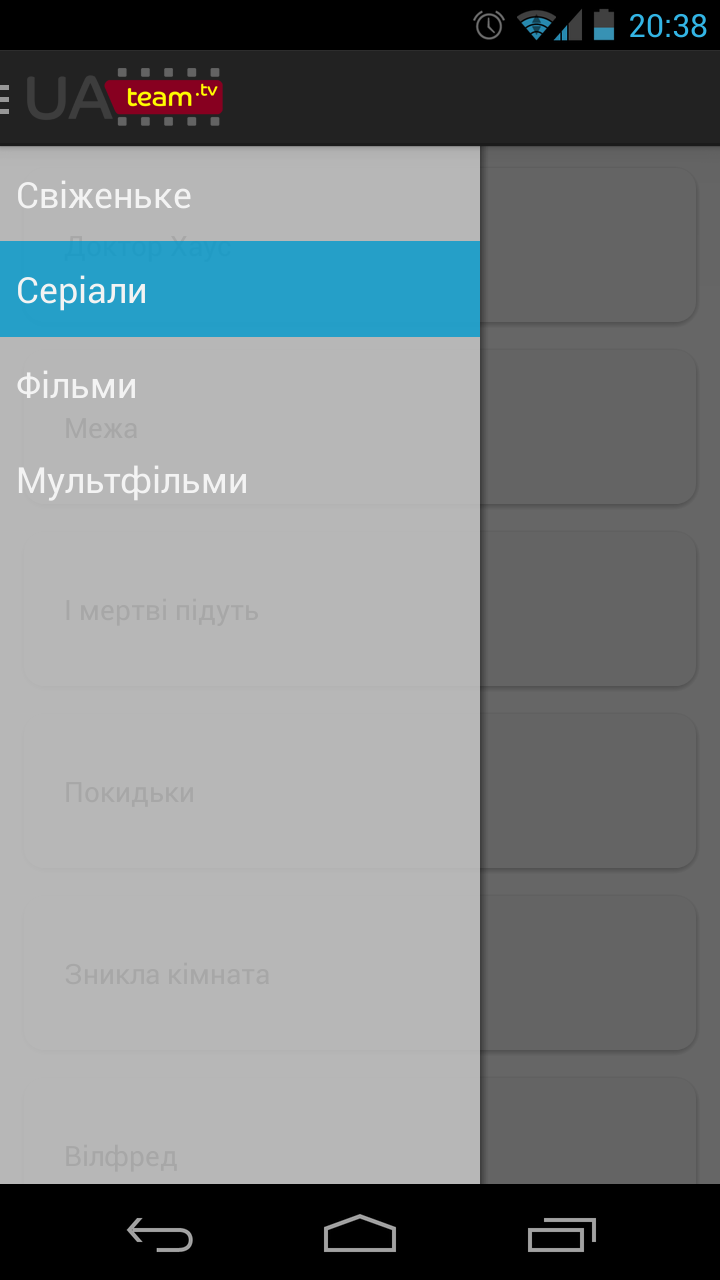 20:38
UA team.tv
Свіженьке
Доктор Хаус
Серіали
Фільми
Межа
Мультфільми
І мертві підуть
Покидьки
Зникла кімната
Вілфред